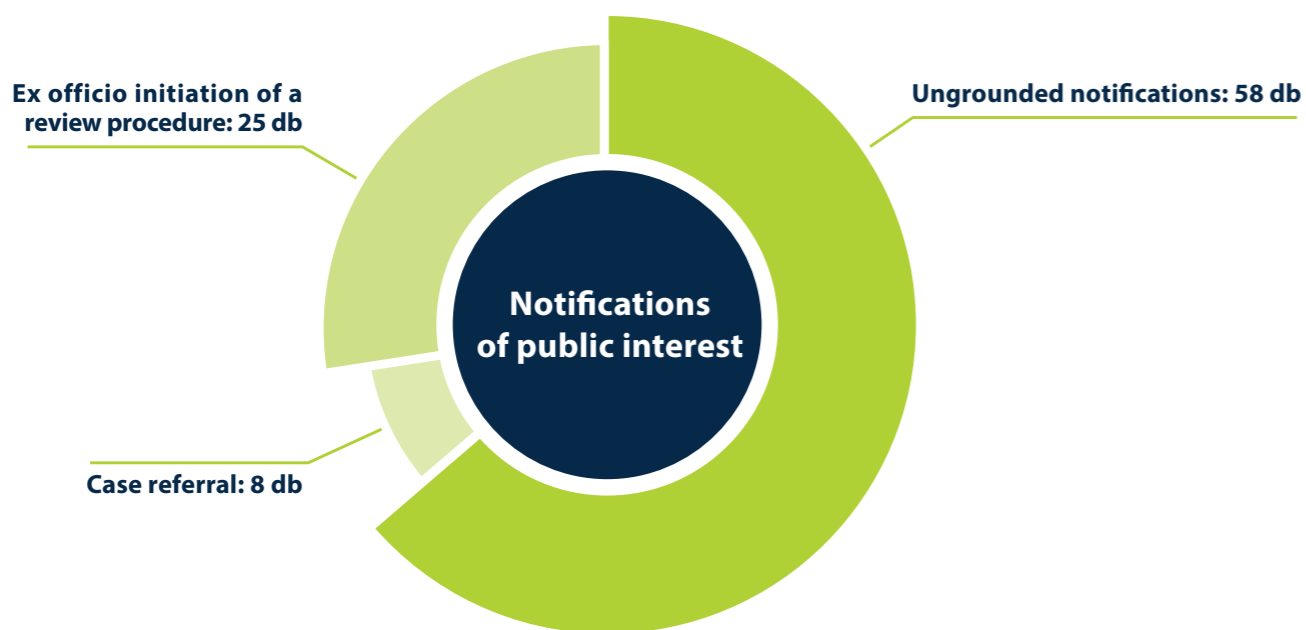 Ex officio initiation of a
review procedure: 25 db
Ungrounded notifications: 58 db
Notifications
of public interest
Case referral: 8 db